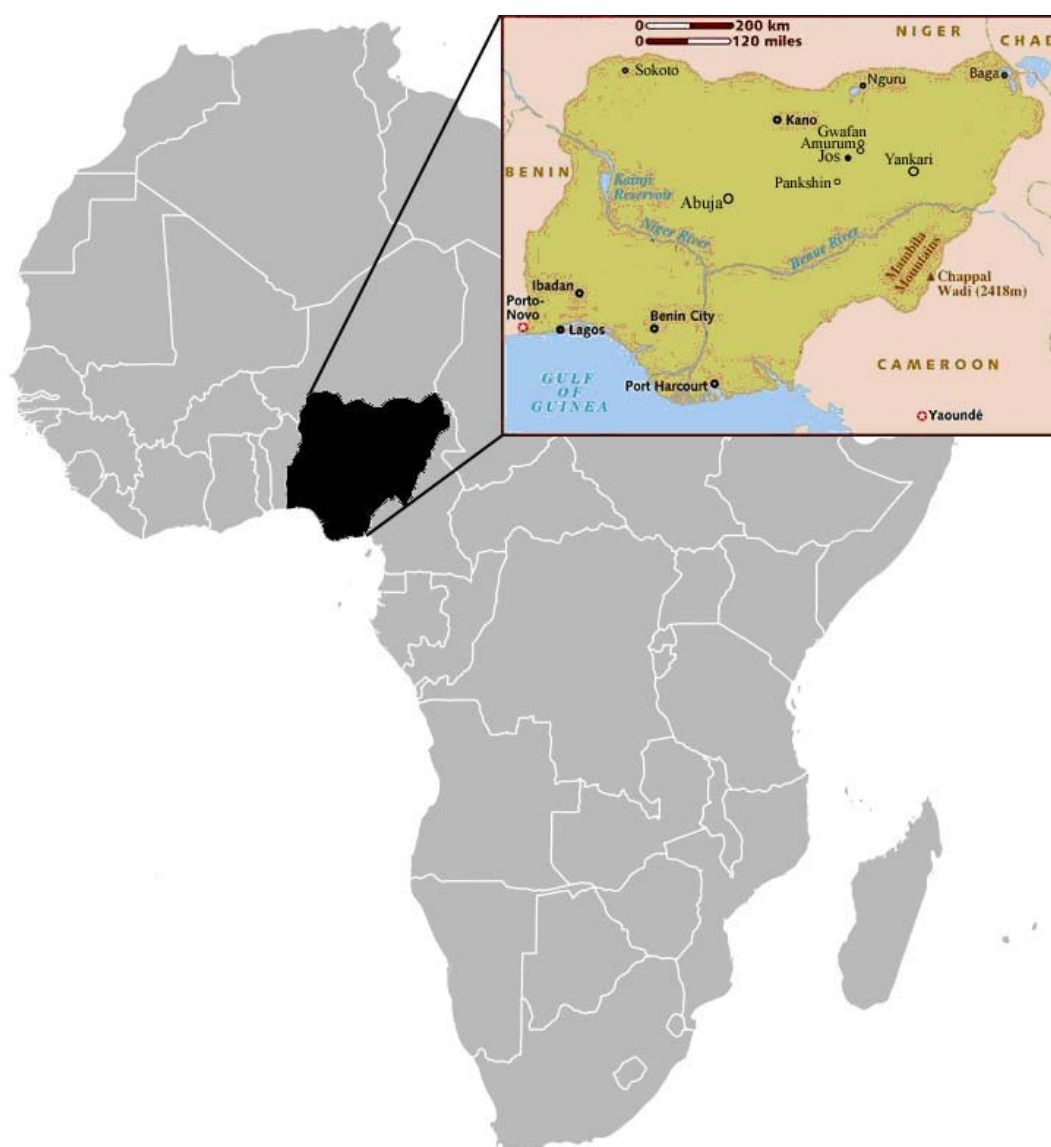 0 200 km
0 120 miles
NIGER
CHAD
Sokoto
Nguru
Baga
Kano
Gwafan
Amurum
Jos
Yankari
BENIN
Kainji
Reservoir
Pankshin
Abuja
Niger River
Benue River
Mambila
Mountains
Chappal
Wadi (2418m)
Ibadan
Porto-
Novo
Lagos
Benin City
CAMEROON
GULF
OF
GUINEA
Port Harcourt
Yaoundé